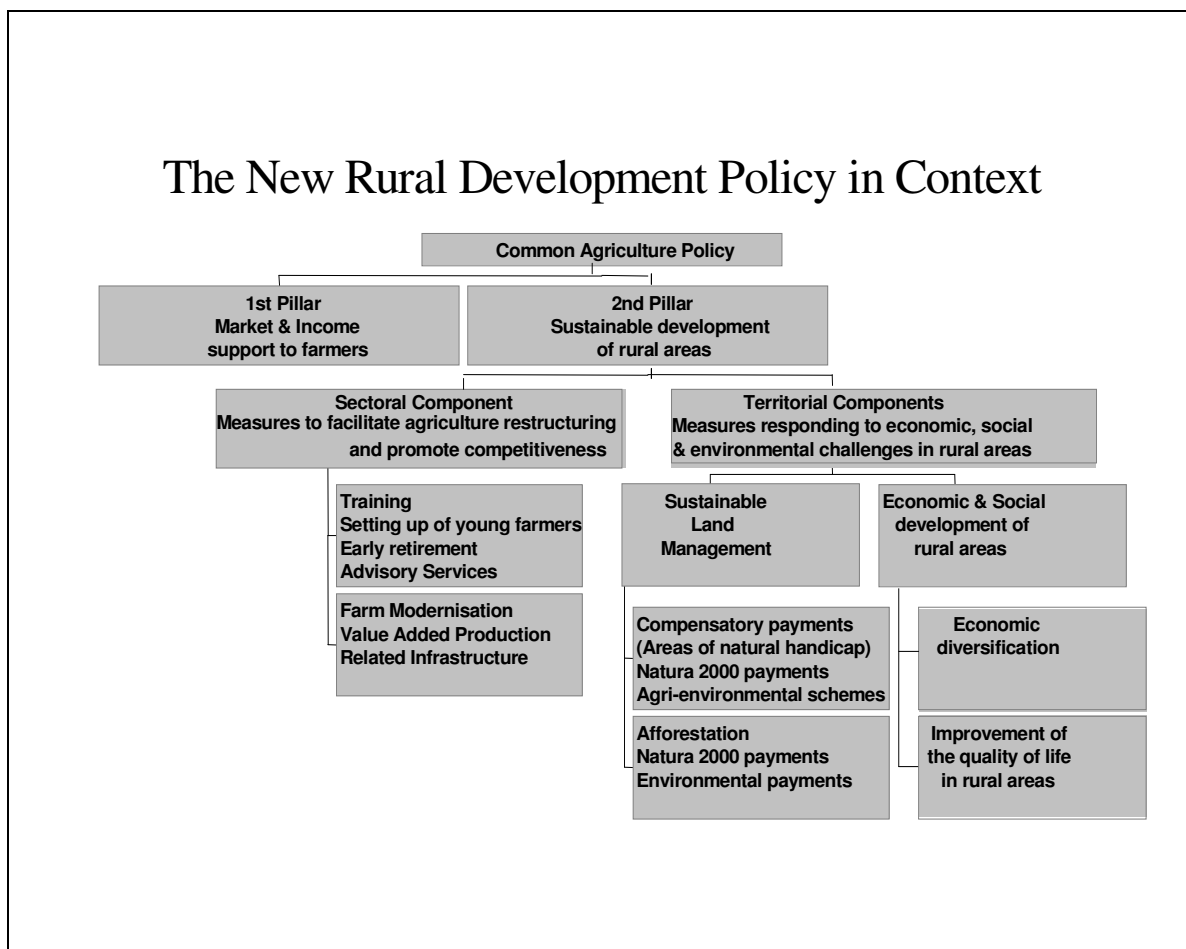 The New Rural Development Policy in Context
Common Agriculture Policy
1st Pillar
Market & Income
support to farmers
2nd Pillar
Sustainable development
of rural areas
Sectoral Component
Measures to facilitate agriculture restructuring
and promote competitiveness
Territorial Components
Measures responding to economic, social
& environmental challenges in rural areas
Training
Setting up of young farmers
Early retirement
Advisory Services
Farm Modernisation
Value Added Production
Related Infrastructure
Sustainable
Land
Management
Economic & Social
development of
rural areas
Compensatory payments
(Areas of natural handicap)
Natura 2000 payments
Agri-environmental schemes
Afforestation
Natura 2000 payments
Environmental payments
Economic
diversification
Improvement of
the quality of life
in rural areas